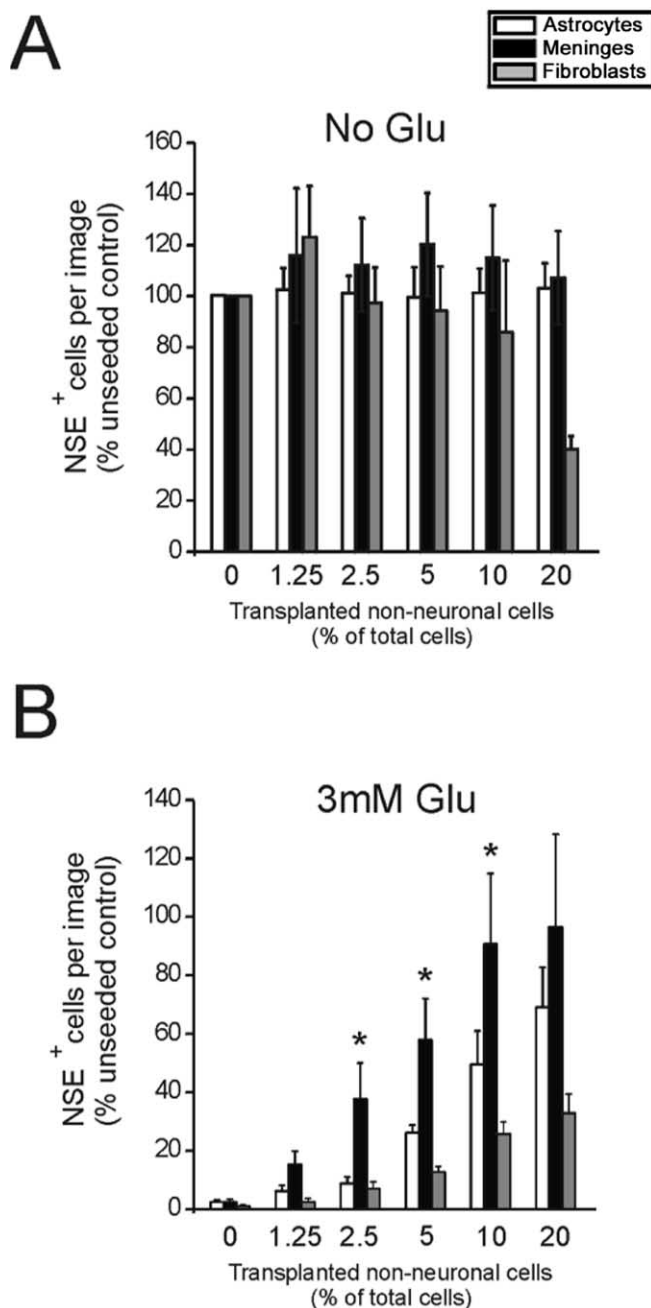 A
Astrocytes
Meninges
Fibroblasts
No Glu
NSE + cells per image
(% unseeded control)
160
140
120
100
80
60
40
20
0
0 1.25 2.5 5 10 20
Transplanted non-neuronal cells
(% of total cells)
B
3mM Glu
NSE + cells per image
(% unseeded control)
140
120
100
80
60
40
20
0
* * *
0 1.25 2.5 5 10 20
Transplanted non-neuronal cells
(% of total cells)